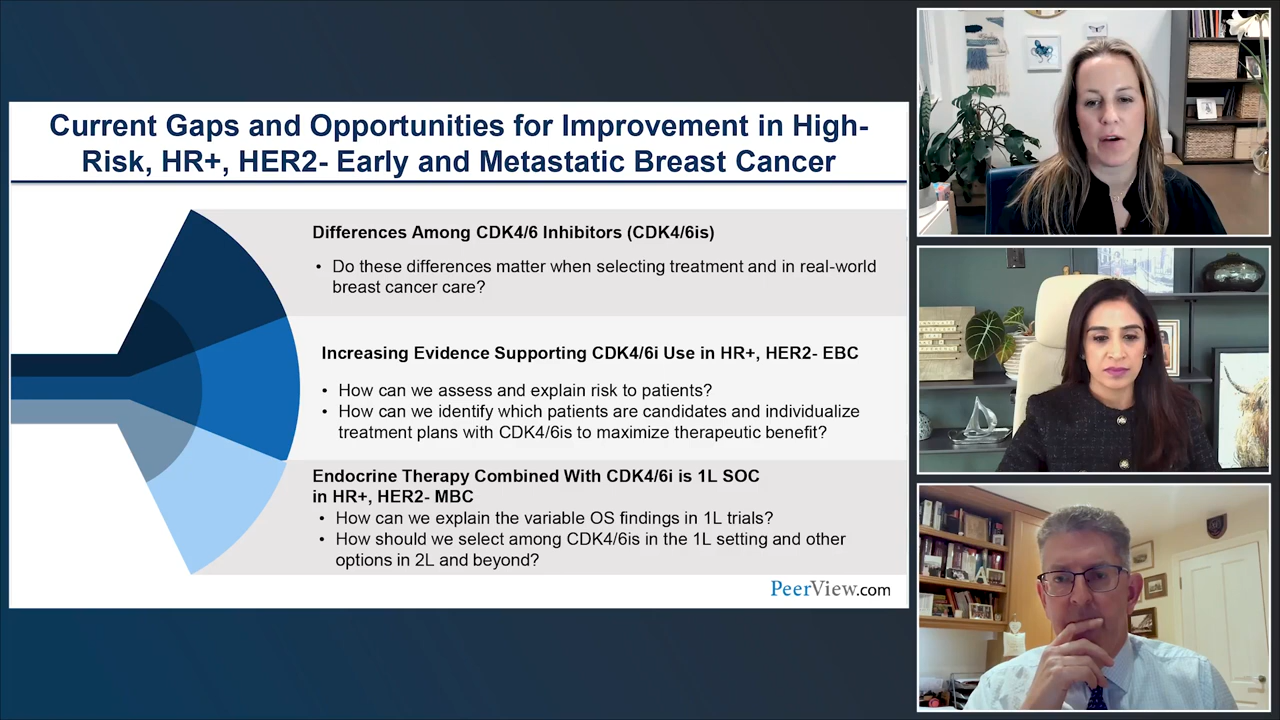 Current Gaps and Opportunities for Improvement in High-
Risk, HR+, HER2- Early and Metastatic Breast Cancer
Differences Among CDK4/6 Inhibitors (CDK4/6is)
• Do these differences matter when selecting treatment and in real-world
breast cancer care?
Increasing Evidence Supporting CDK4/6i Use in HR+, HER2- EBC
• How can we assess and explain risk to patients?
• How can we identify which patients are candidates and individualize
treatment plans with CDK4/6is to maximize therapeutic benefit?
Endocrine Therapy Combined With CDK4/6i is 1L SOC
in HR+, HER2- MBC
• How can we explain the variable OS findings in 1L trials?
• How should we select among CDK4/6is in the 1L setting and other
options in 2L and beyond?
PeerView.com